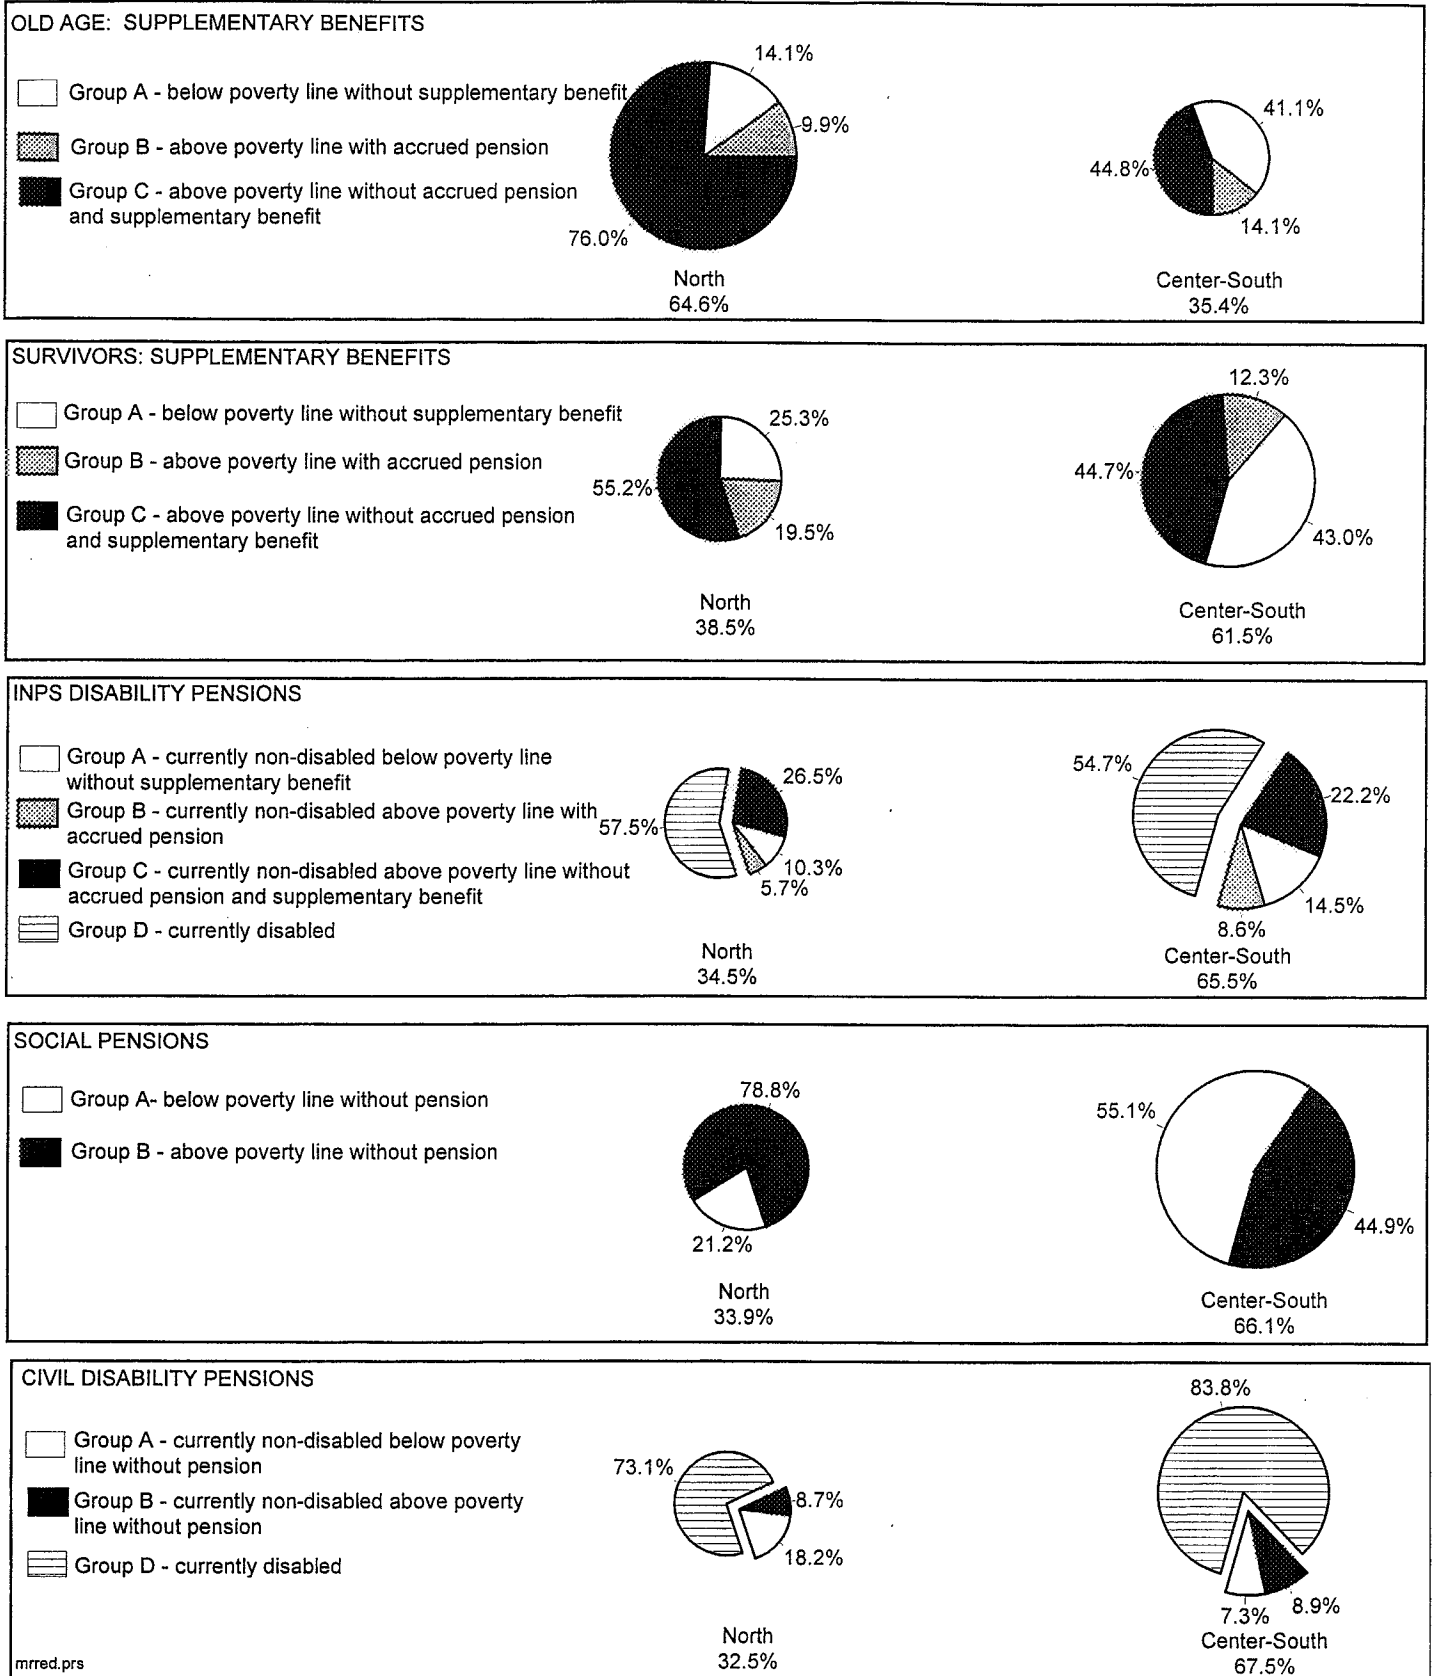 OLD AGE: SUPPLEMENTARY BENEFITS
Group A - below poverty line without supplementary benefit
Group B - above poverty line with accrued pension
Group C - above poverty line without accrued pension
and supplementary benefit
14.1%
9.9%
76.0%
North
64.6%
41.1%
44.8%
14.1%
Center-South
35.4%
SURVIVORS: SUPPLEMENTARY BENEFITS
Group A - below poverty line without supplementary benefit
Group B - above poverty line with accrued pension
Group C - above poverty line without accrued pension
and supplementary benefit
25.3%
55.2%
19.5%
North
38.5%
12.3%
44.7%
43.0%
Center-South
61.5%
INPS DISABILITY PENSIONS
Group A - currently non-disabled below poverty line
without supplementary benefit
Group B - currently non-disabled above poverty line with
accrued pension
Group C - currently non-disabled above poverty line without
accrued pension and supplementary benefit
Group D - currently disabled
26.5%
57.5%
10.3%
5.7%
North
34.5%
54.7%
22.2%
14.5%
8.6%
Center-South
65.5%
SOCIAL PENSIONS
Group A- below poverty line without pension
Group B - above poverty line without pension
78.8%
21.2%
North
33.9%
55.1%
44.9%
Center-South
66.1%
CIVIL DISABILITY PENSIONS
Group A - currently non-disabled below poverty
line without pension
Group B - currently non-disabled above poverty
line without pension
Group D - currently disabled
73.1%
8.7%
18.2%
North
32.5%
83.8%
7.3%
8.9%
Center-South
67.5%
mrred.prs